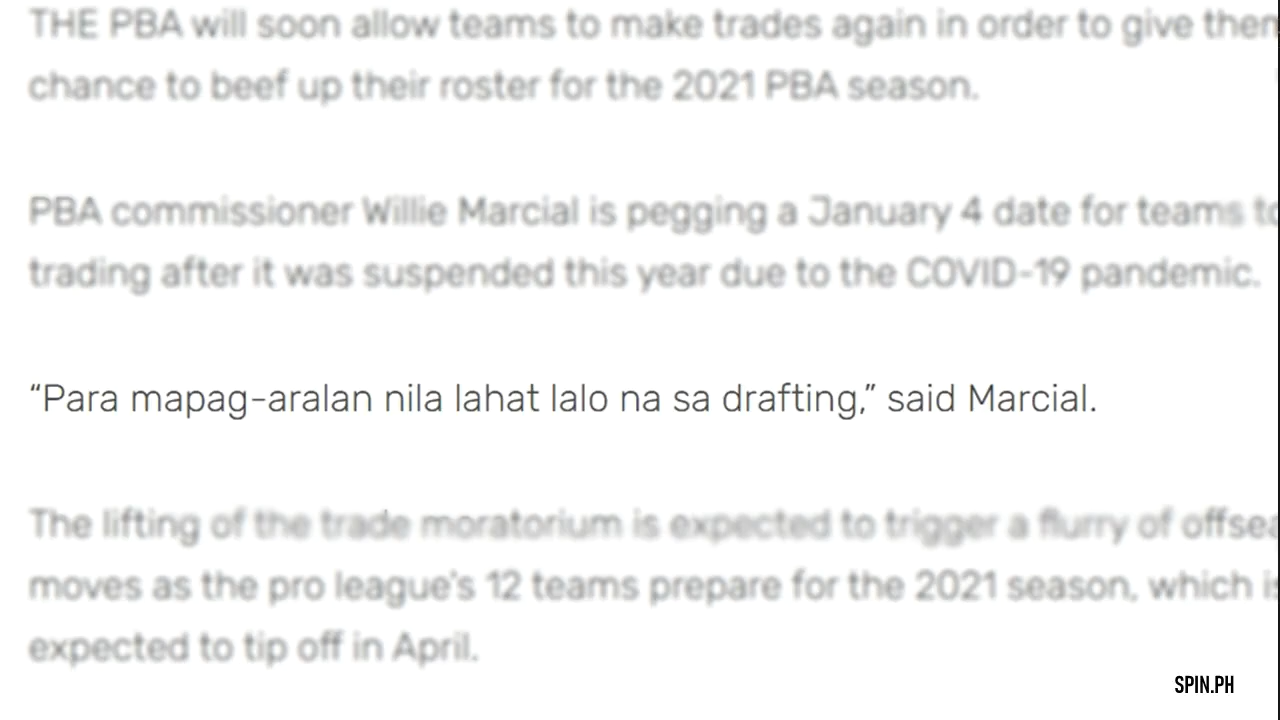 THE PBA will soon allow teams to make trades again in order to give them
chance to beef up their roster for the 2021 PBA season.
PBA commissioner Willie Marcial is pegging a January 4 date for teams to
trading after it was suspended this year due to the COVID-19 pandemic.
“Para mapag-aralan nila lahat lalo na sa drafting,” said Marcial.
The lifting of the trade moratorium is expected to trigger a flurry of
moves as the pro league's 12 teams prepare for the 2021 season, which is
expected to tip off in April.
SPIN.PH